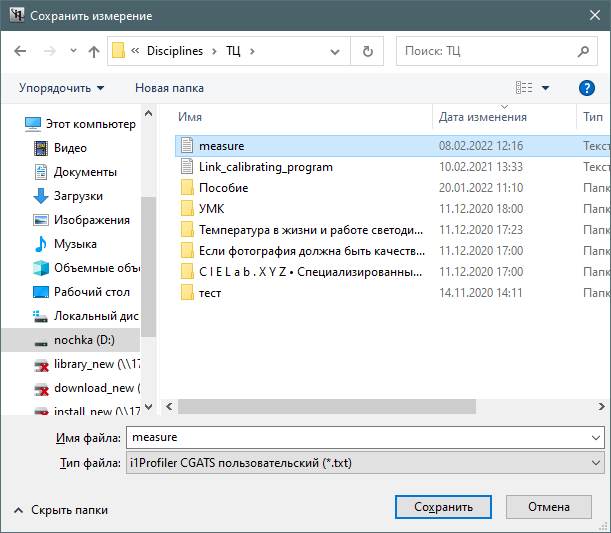 Сохранить измерение
« Disciplines > ТЦ >
Поиск: ТЦ
Упорядочить
Новая папка
Имя
Дата изменения
Тип
Этот компьютер
Видео
Документы
Загрузки
Изображения
Музыка
Объемные объе
Рабочий стол
Локальный дис
nochka (D:)
library_new (\\17
download_new (\
install_new (\\17
measure 08.02.2022 12:16 Текст
Link_calibrating_program 10.02.2021 13:33 Текст
Пособие 20.01.2022 11:10 Папк
УМК 11.12.2020 18:00 Папк
Температура в жизни и работе светоди... 11.12.2020 17:23 Папк
Если фотография должна быть качеств... 11.12.2020 17:00 Папк
C I E L a b . X Y Z • Специализированны... 11.12.2020 17:00 Папк
тест 14.11.2020 14:11 Папк
Имя файла: measure
Тип файла: i1Profiler CGATS пользовательский (*.txt)
Скрыть папки
Сохранить
Отмена